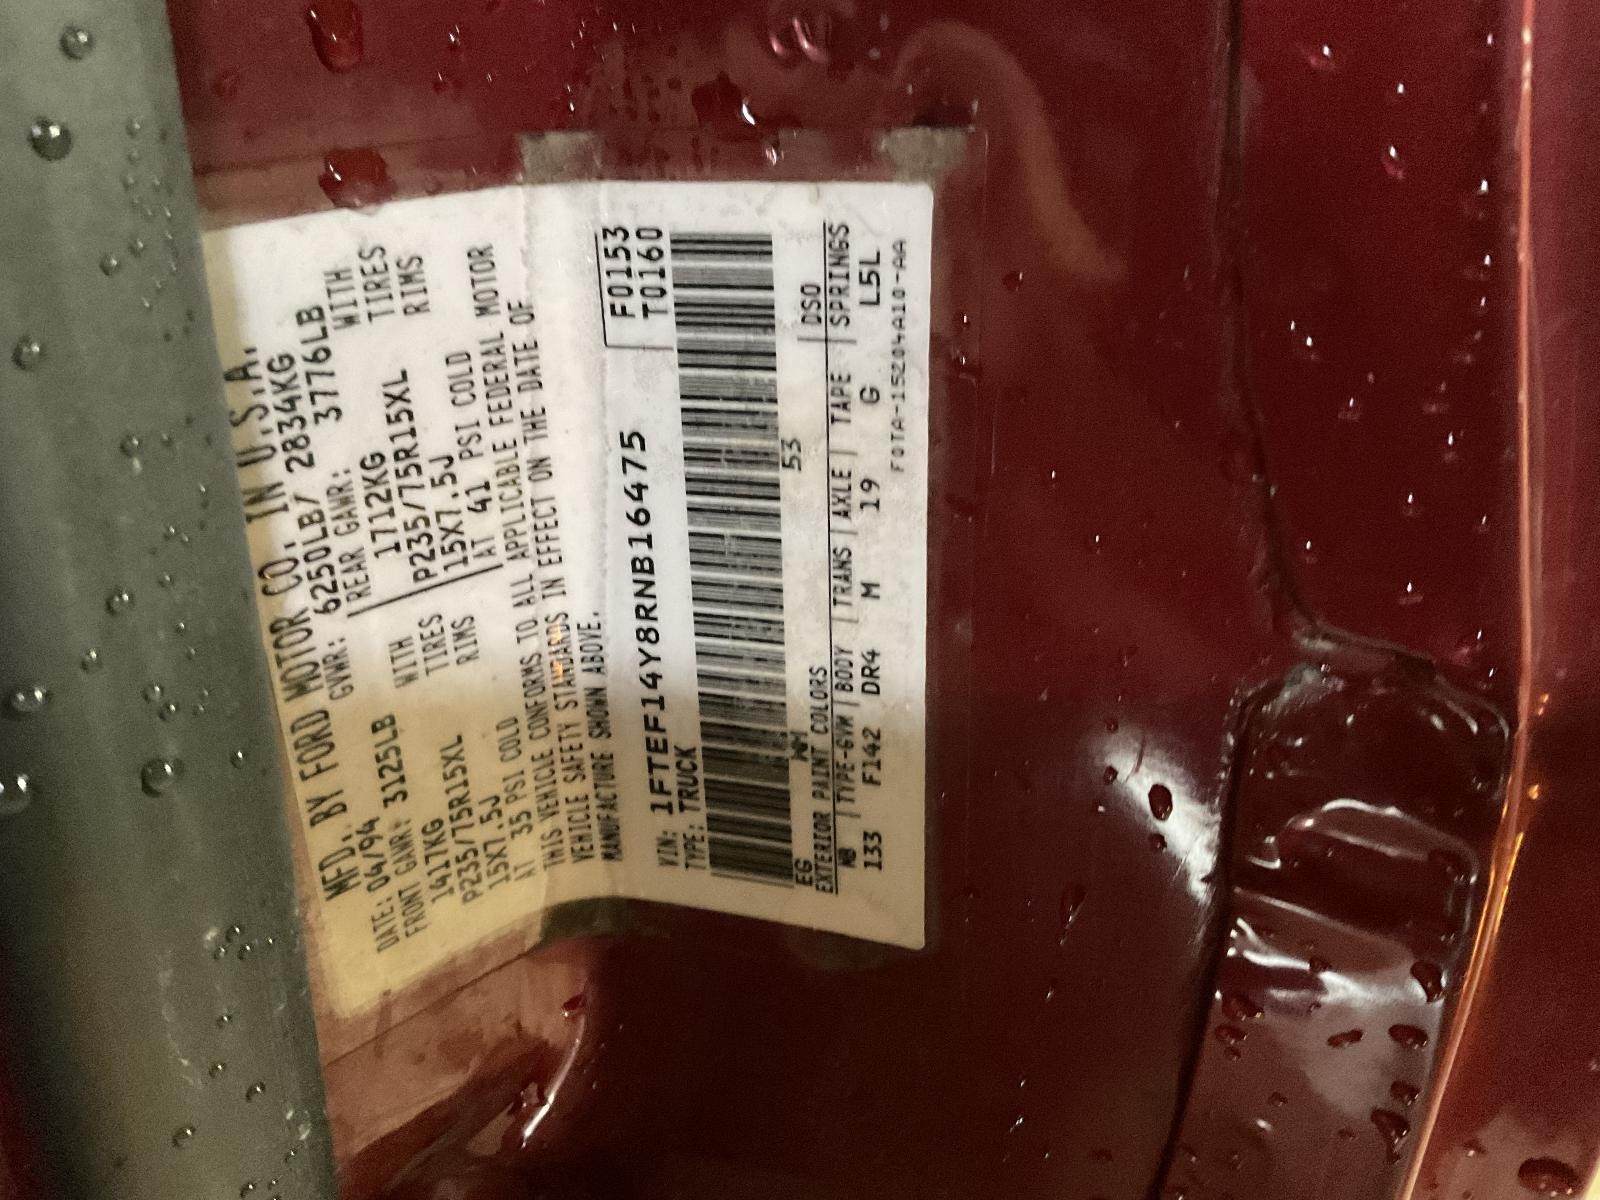 MFD. BY FORD MOTOR CO. IN U.S.A.
DATE: 04/94 GVWR: 6250LB/ 2834KG
FRONT GAWR: 3125LB REAR GAWR: 3776LB
1417KG WITH 1712KG WITH
P235/75R15XL TIRES P235/75R15XL TIRES
15X7.5J RIMS 15X7.5J RIMS
AT 35 PSI COLD AT 41 PSI COLD
THIS VEHICLE CONFORMS TO ALL APPLICABLE FEDERAL MOTOR
VEHICLE SAFETY STANDARDS IN EFFECT ON THE DATE OF
MANUFACTURE SHOWN ABOVE.
F0153
VIN: 1FTEF14Y8RNB16475 T0160
TYPE: TRUCK
EG WM 53
EXTERIOR PAINT COLORS DSO
WB | TYPE-GVM | BODY | TRANS | AXLE | TAPE | SPRINGS
133 F142 DR4 M 19 G L5L
F0TA-15204A10-AA